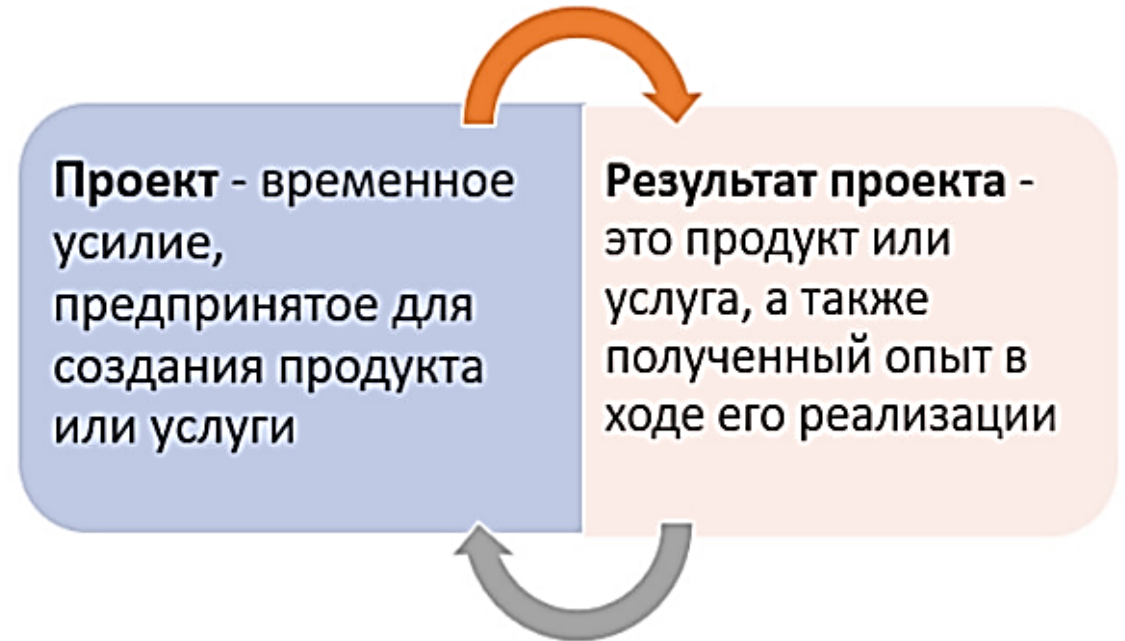 Проект - временное
усилие,
предпринятое для
создания продукта
или услуги
Результат проекта -
это продукт или
услуга, а также
полученный опыт в
ходе его реализации